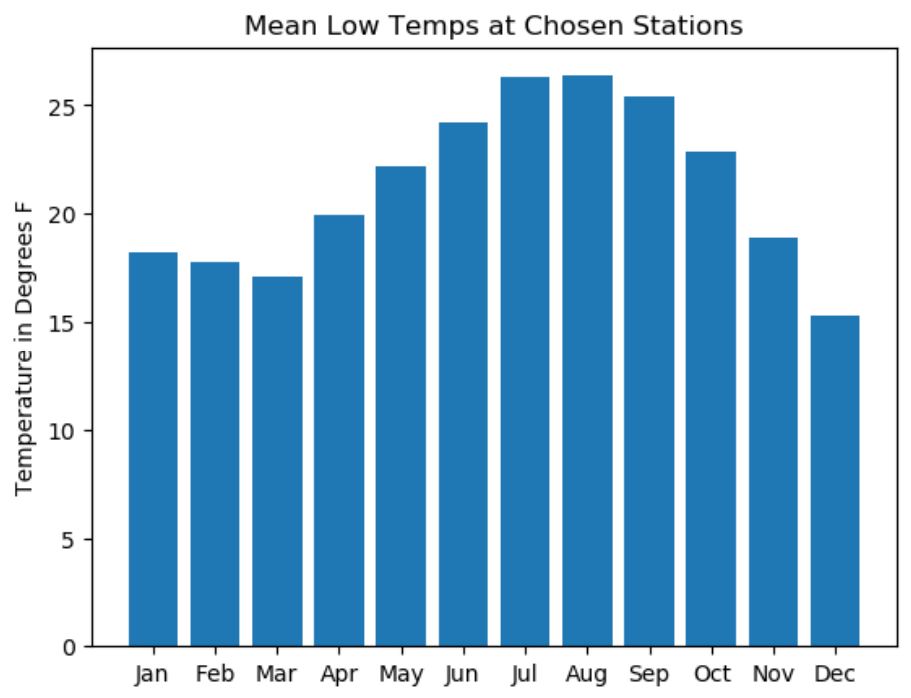 Mean Low Temps at Chosen Stations
Temperature in Degrees F
25
20
15
10
5
0
Jan Feb Mar Apr May Jun Jul Aug Sep Oct Nov Dec